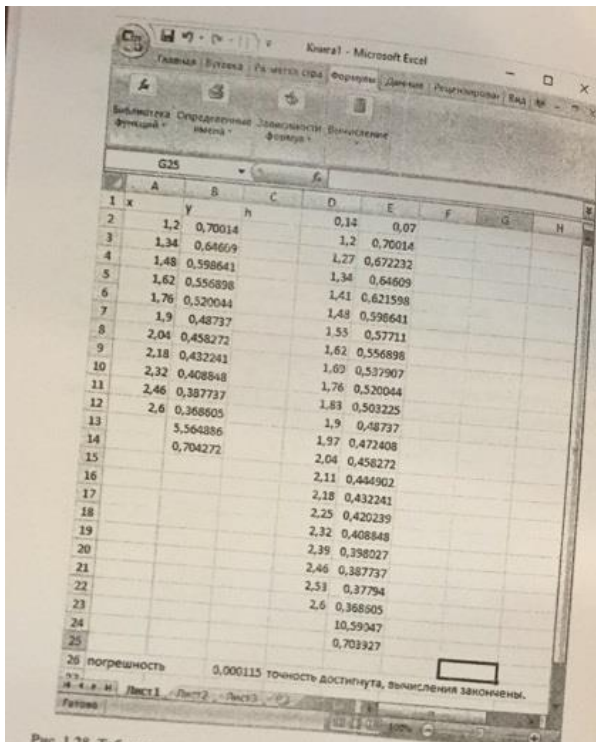 Книга1 - Microsoft Excel
Главная Вставка Разметка стра Формулы Данные Рецензирован Вид
Библиотека функций
Определенные имена
Зависимости формул
Вычисление
G25 fx
A B C D E F G H
1 x y h 0,14 0,07
2 1,2 0,70014 1,2 0,70014
3 1,34 0,64609 1,27 0,672232
4 1,48 0,598641 1,34 0,64609
5 1,62 0,556898 1,41 0,621598
6 1,76 0,520044 1,48 0,598641
7 1,9 0,48737 1,55 0,57711
8 2,04 0,458272 1,62 0,556898
9 2,18 0,432241 1,69 0,537907
10 2,32 0,408848 1,76 0,520044
11 2,46 0,387737 1,83 0,503225
12 2,6 0,368605 1,9 0,48737
13 5,564886 1,97 0,472408
14 0,704272 2,04 0,458272
15 2,11 0,444902
16 2,18 0,432241
17 2,25 0,420239
18 2,32 0,408848
19 2,39 0,398027
20 2,46 0,387737
21 2,53 0,37794
22 2,6 0,368605
23 10,59047
24 0,703927
25
26 погрешность 0,000115 точность достигнута, вычисления закончены.
Лист1 Лист2 Лист3
Готово 100%
Рис. 1.28